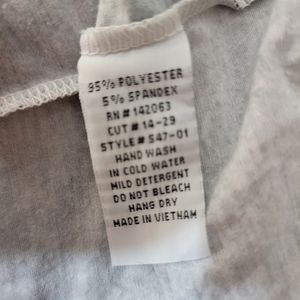 95% POLYESTER
5% SPANDEX
RN # 142063
CUT # 14-29
STYLE# 547-01
HAND WASH
IN COLD WATER
MILD DETERGENT
DO NOT BLEACH
HANG DRY
MADE IN VIETNAM